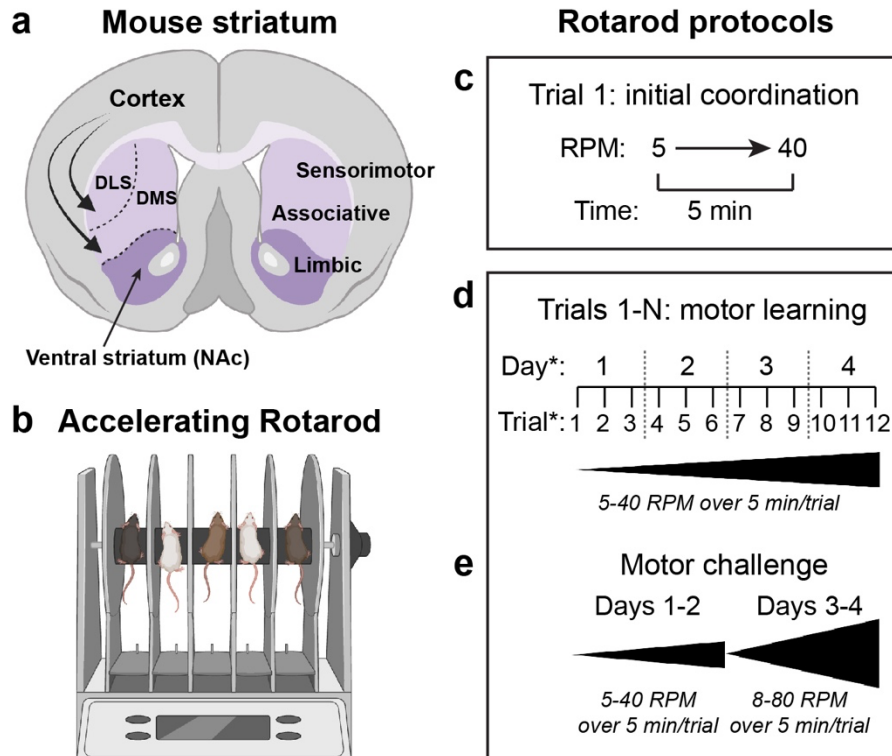 a Mouse striatum
Cortex
DLS
DMS
Sensorimotor
Associative
Limbic
Ventral striatum (NAc)
b Accelerating Rotarod
Rotarod protocols
c
Trial 1: initial coordination
RPM: 5 40
Time: 5 min
d
Trials 1-N: motor learning
Day*: 1 2 3 4
Trial*: 1 2 3 4 5 6 7 8 9 10 11 12
5-40 RPM over 5 min/trial
e
Motor challenge
Days 1-2 Days 3-4
5-40 RPM 8-80 RPM
over 5 min/trial over 5 min/trial